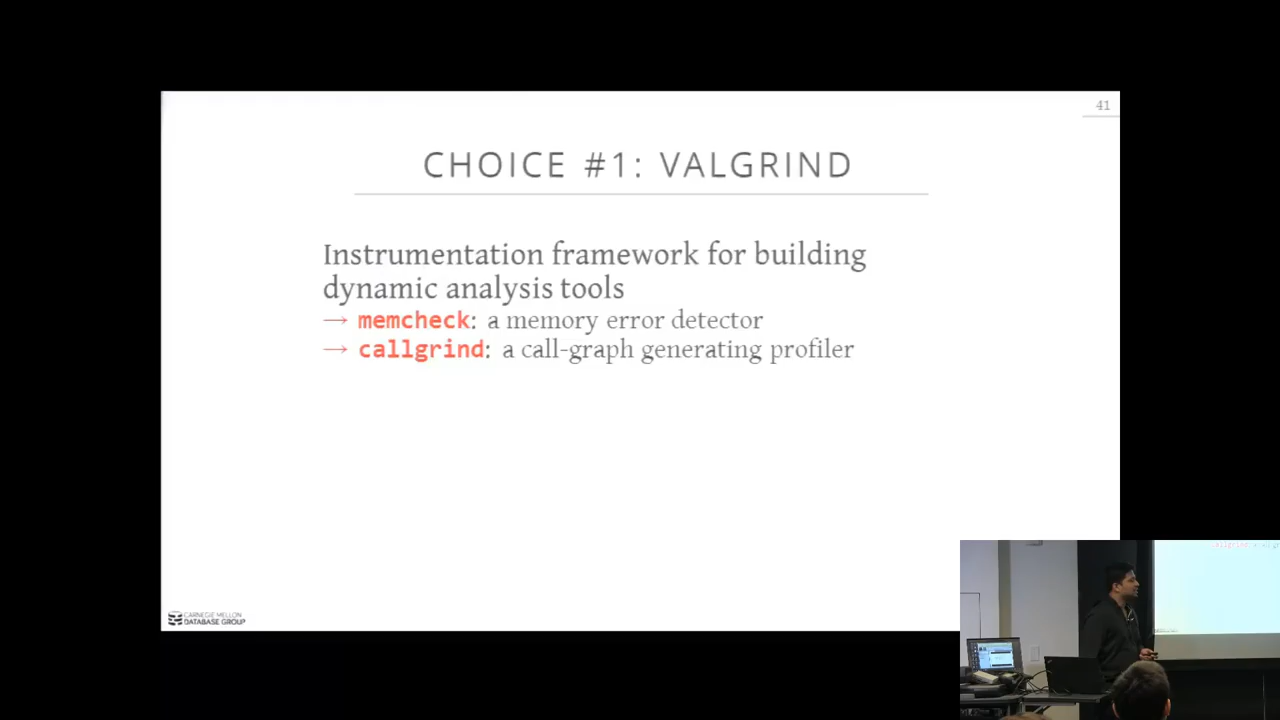 41
CHOICE #1: VALGRIND
Instrumentation framework for building
dynamic analysis tools
→ memcheck: a memory error detector
→ callgrind: a call-graph generating profiler
CARNEGIE MELLON
DATABASE GROUP